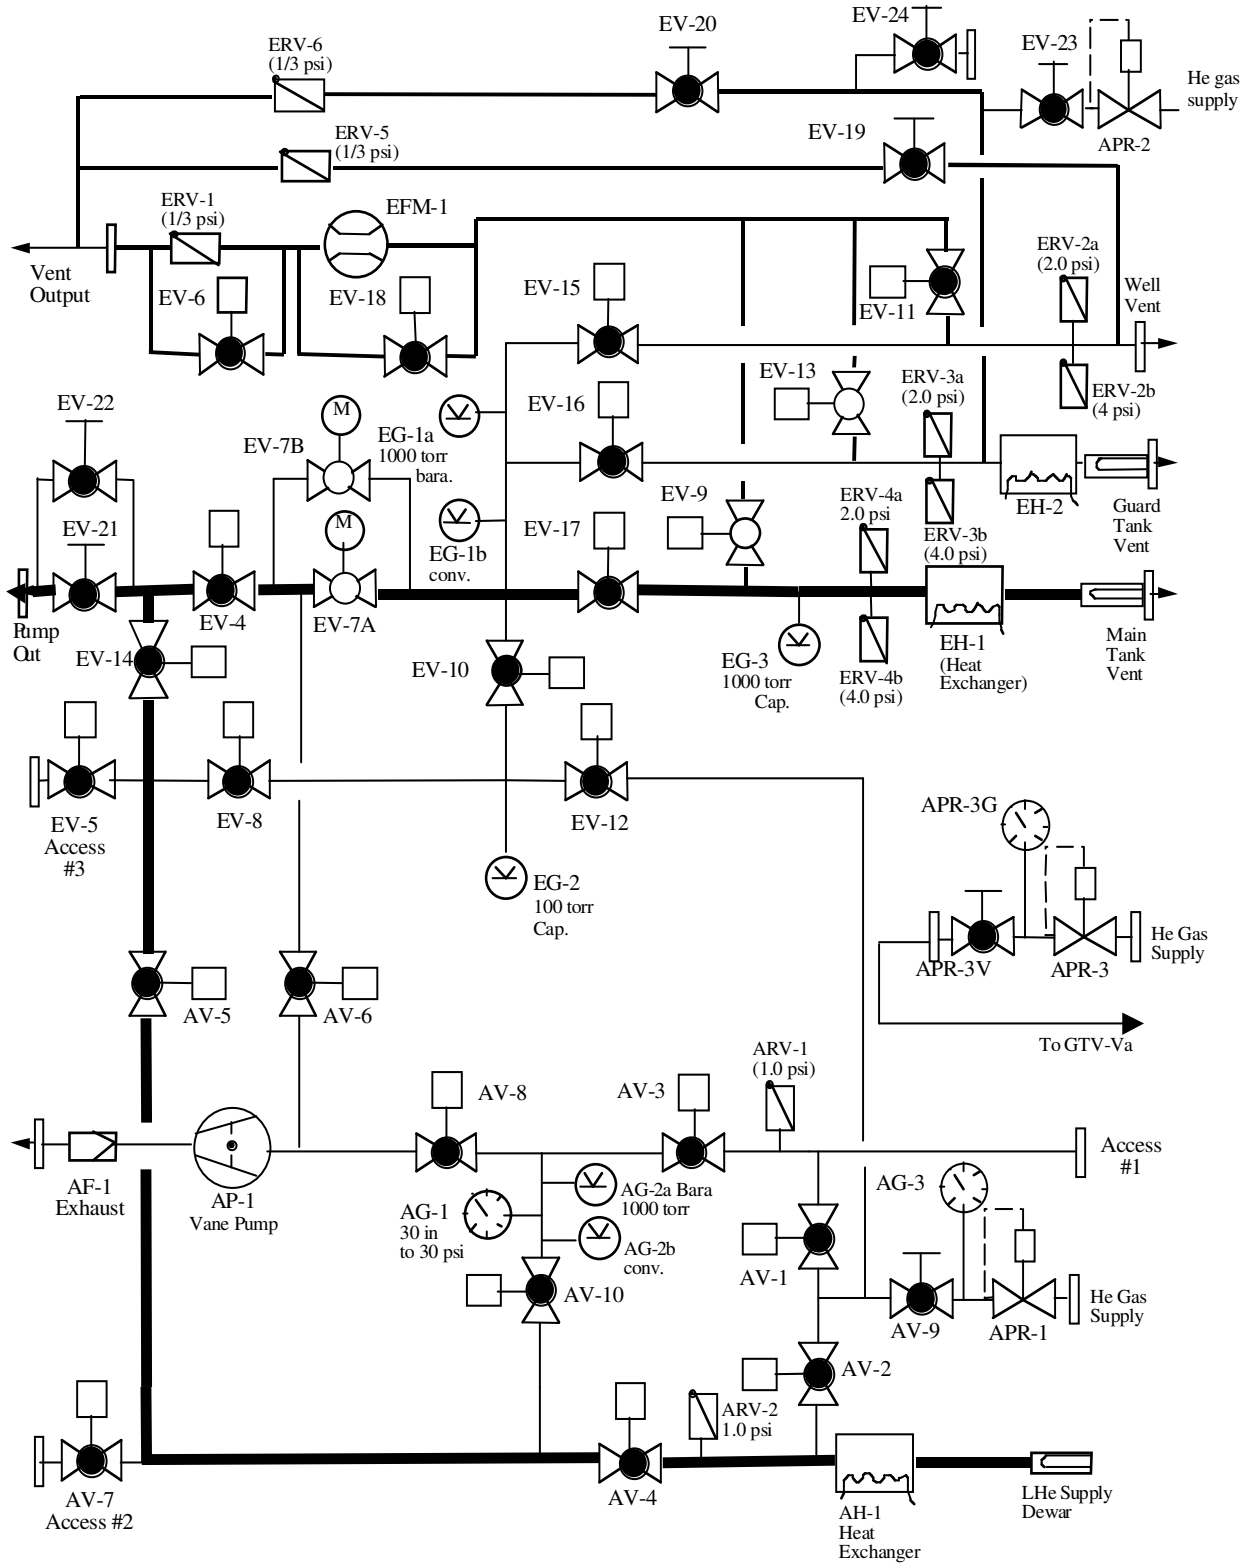 EV-24
EV-20
ERV-6
(1/3 psi)
EV-23
He gas
supply
APR-2
EV-19
ERV-5
(1/3 psi)
ERV-1
(1/3 psi)
EFM-1
ERV-2a
(2.0 psi)
Vent
Output
EV-6
EV-18
EV-15
EV-11
Well
Vent
EV-13
ERV-3a
(2.0 psi)
ERV-2b
(4 psi)
EV-22
M
EV-7B
EG-1a
1000 torr
bara.
EV-16
EV-9
ERV-4a
2.0 psi
EH-2
Guard
Tank
Vent
EV-21
M
EG-1b
conv.
EV-17
ERV-3b
(4.0 psi)
Pump
Out
EV-4
EV-7A
EV-14
EV-10
EG-3
1000 torr
Cap.
ERV-4b
(4.0 psi)
EH-1
(Heat
Exchanger)
Main
Tank
Vent
EV-5
Access
#3
EV-8
EV-12
APR-3G
EG-2
100 torr
Cap.
APR-3V
APR-3
He Gas
Supply
AV-5
AV-6
To GTV-Va
ARV-1
(1.0 psi)
AV-8
AV-3
AF-1
Exhaust
AP-1
Vane Pump
AG-1
30 in
to 30 psi
AG-2a Bara
1000 torr
AG-2b
conv.
AG-3
Access
#1
AV-1
AV-10
AV-9
APR-1
He Gas
Supply
AV-2
ARV-2
1.0 psi
AV-7
Access #2
AV-4
AH-1
Heat
Exchanger
LHe Supply
Dewar